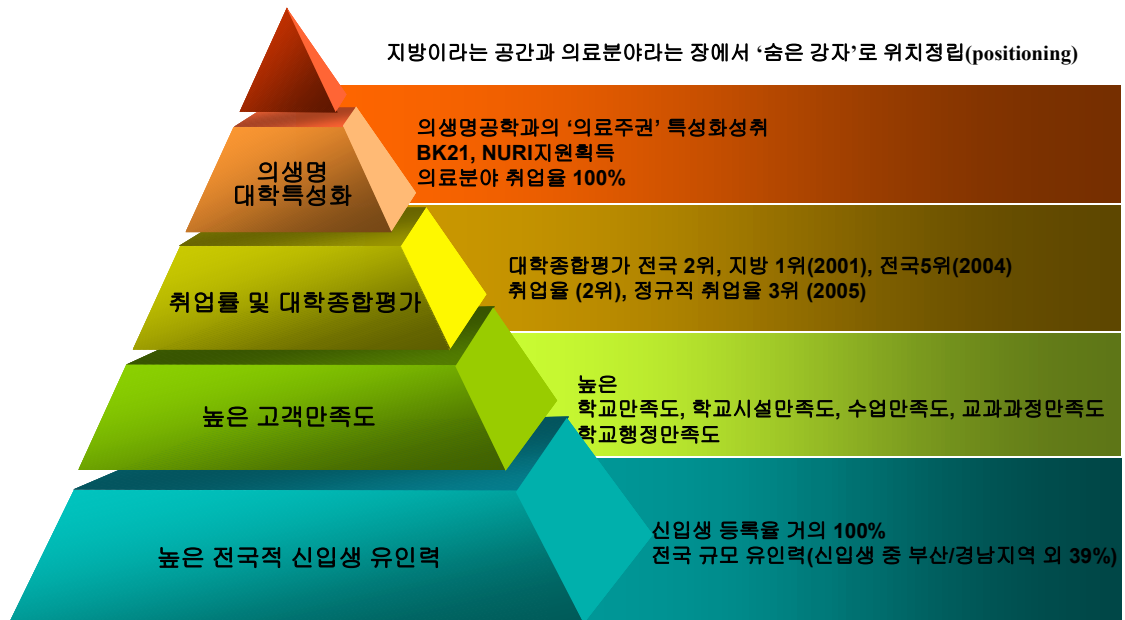 지방이라는 공간과 의료분야라는 장에서 ‘숨은 강자’로 위치정립(positioning)
의생명
대학특성화
의생명공학과의 ‘의료주권’ 특성화성취
BK21, NURI지원획득
의료분야 취업율 100%
취업률 및 대학종합평가
대학종합평가 전국 2위, 지방 1위(2001), 전국5위(2004)
취업율 (2위), 정규직 취업율 3위 (2005)
높은 고객만족도
높은
학교만족도, 학교시설만족도, 수업만족도, 교과과정만족도
학교행정만족도
높은 전국적 신입생 유인력
신입생 등록율 거의 100%
전국 규모 유인력(신입생 중 부산/경남지역 외 39%)